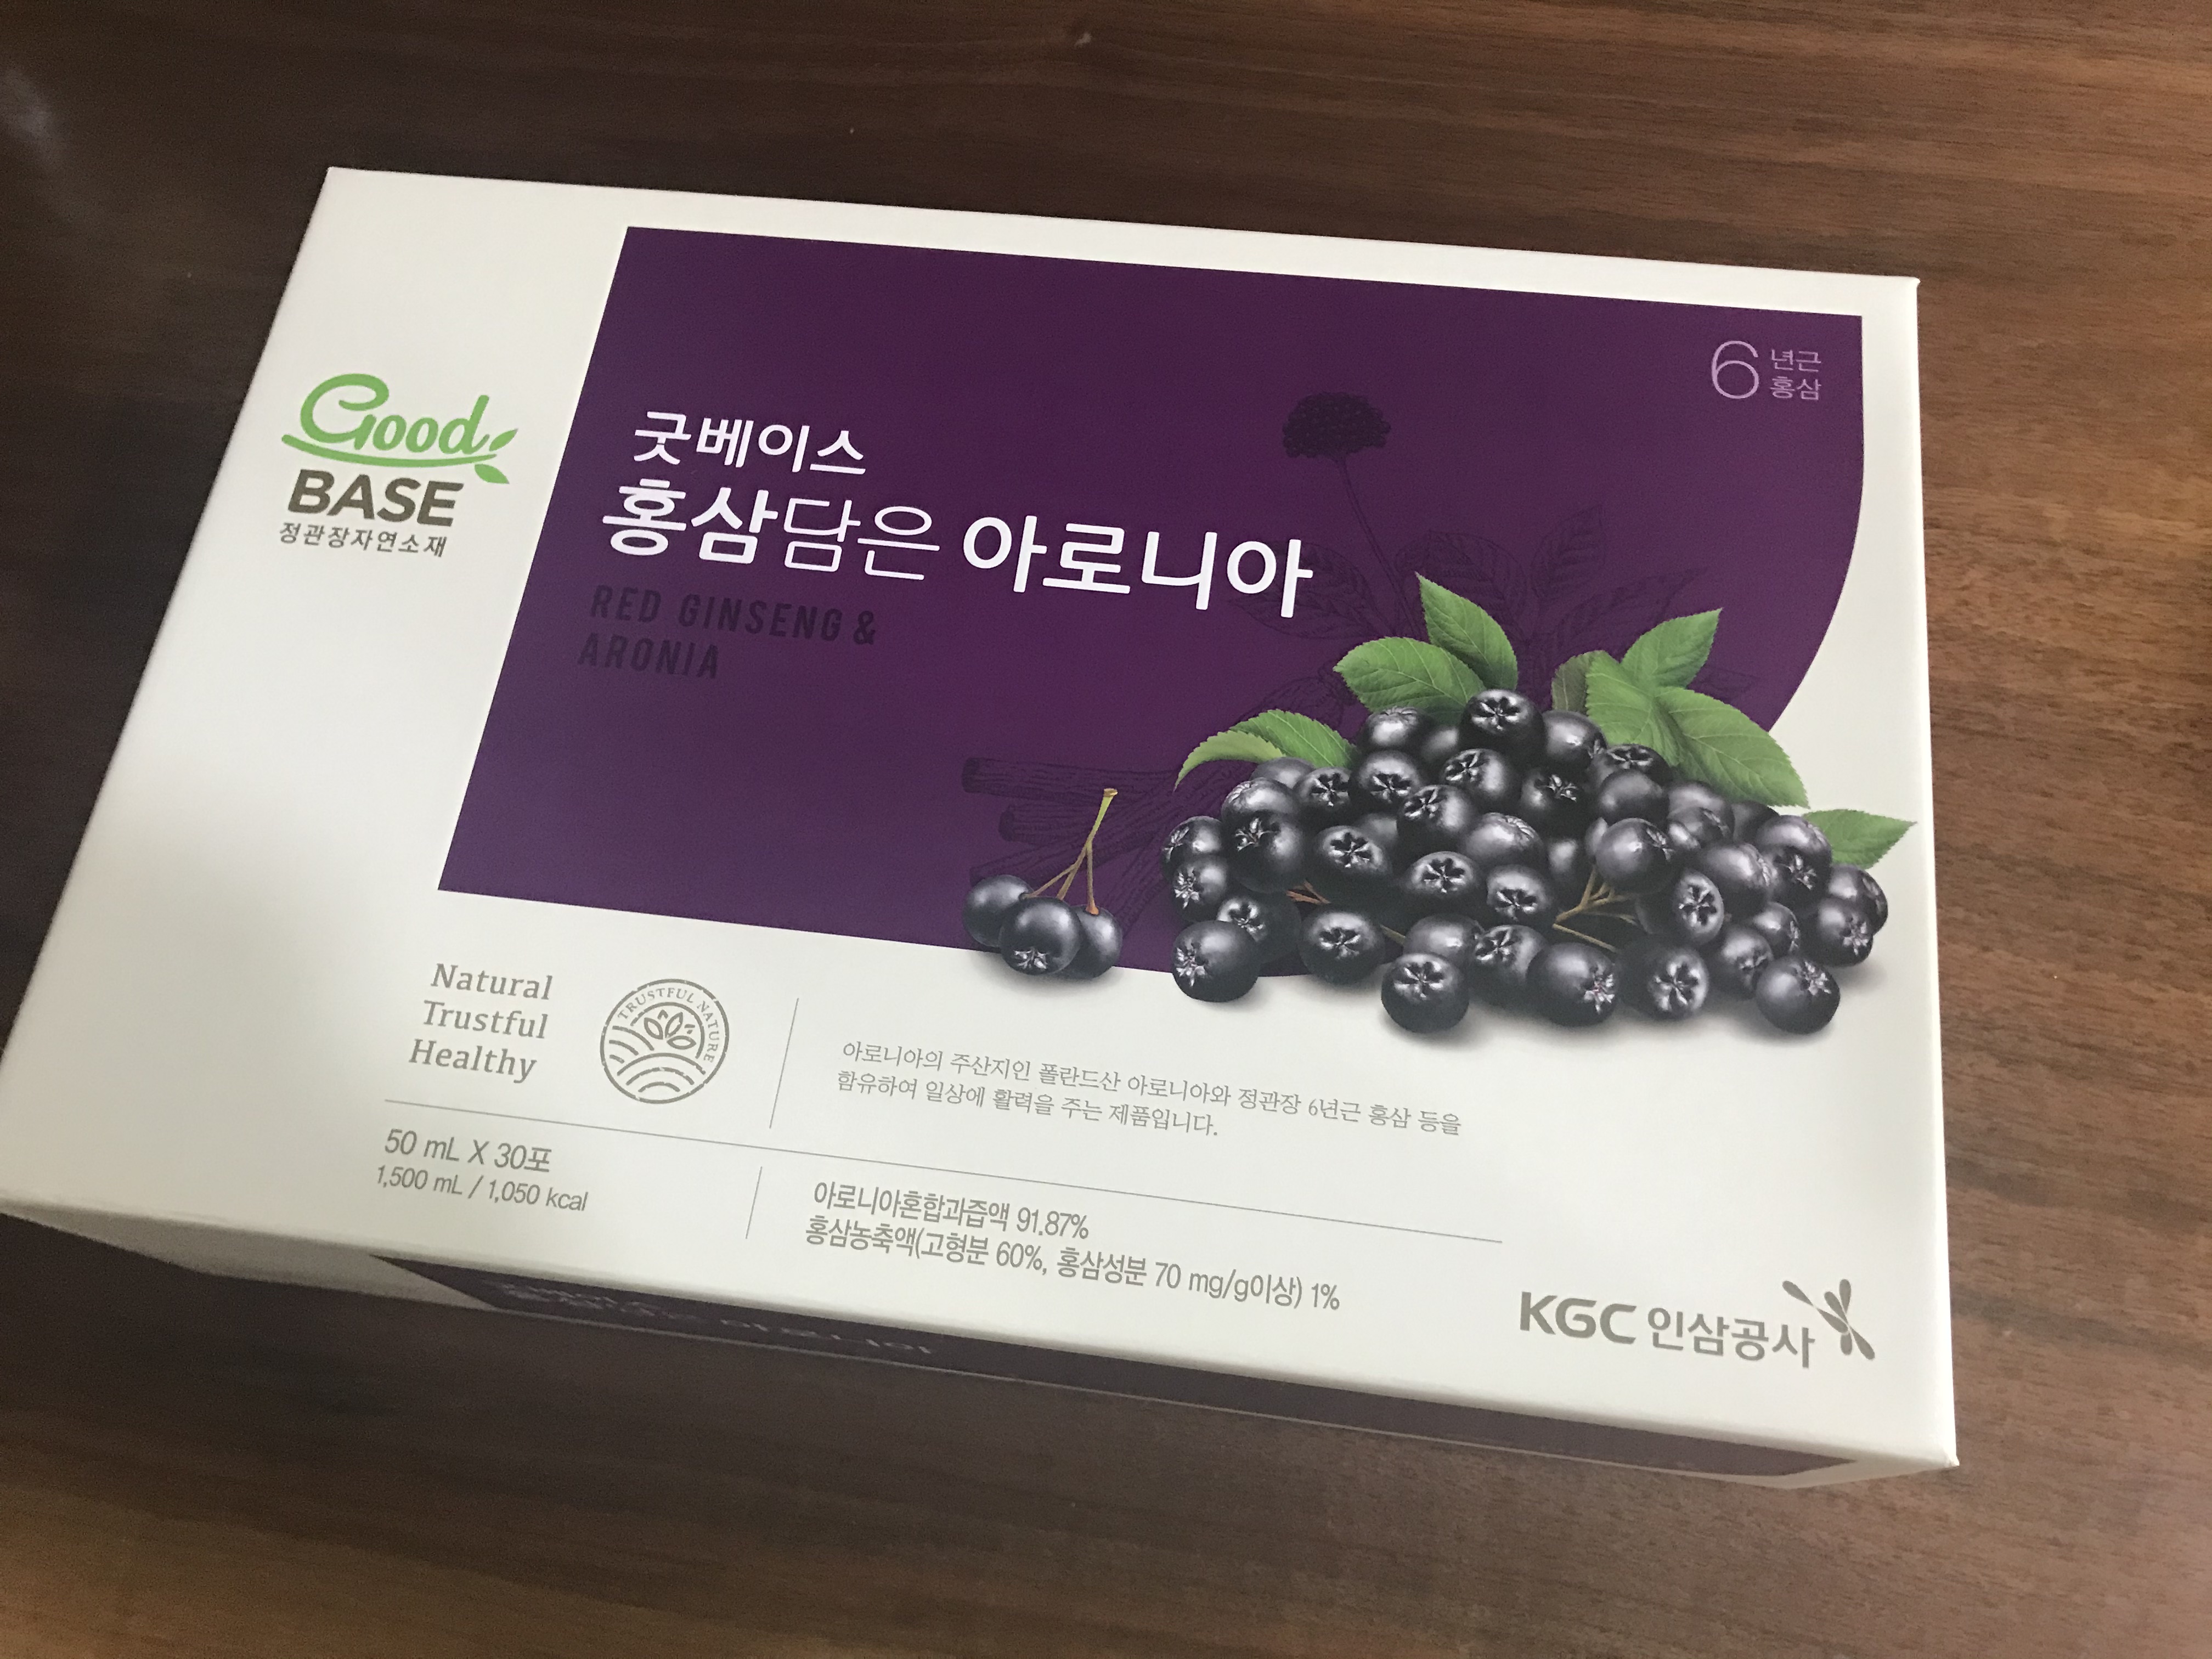 Good
BASE
정관장자연소재
굿베이스
홍삼담은 아로니아
RED GINSENG &
ARONIA
6년근
홍삼
Natural
Trustful
Healthy
TRUSTFUL NATURE
아로니아의 주산지인 폴란드산 아로니아와 정관장 6년근 홍삼 등을
함유하여 일상에 활력을 주는 제품입니다.
50 mL X 30포
1,500 mL / 1,050 kcal
아로니아혼합과즙액 91.87%
홍삼농축액(고형분 60%, 홍삼성분 70 mg/g이상) 1%
KGC 인삼공사